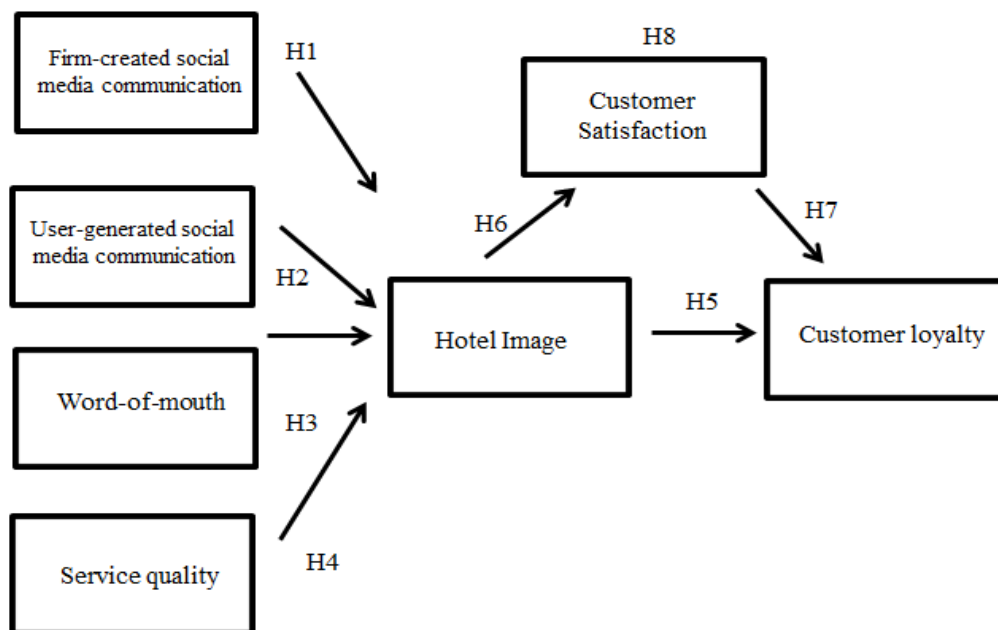 Firm-created social
media communication
H1
User-generated social
media communication
H2
Word-of-mouth
H3
Service quality
H4
Hotel Image
H6
H8
Customer
Satisfaction
H7
H5
Customer loyalty